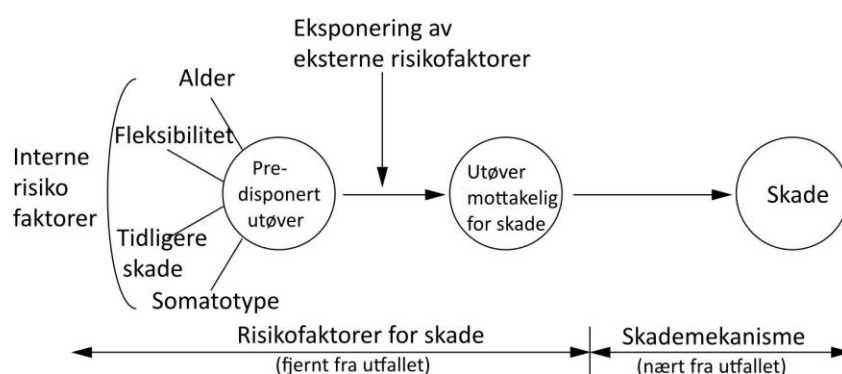 Eksponering av
eksterne risikofaktorer
Alder
Fleksibilitet
Interne
risiko
faktorer
Tidligere
skade
Somatotype
Pre-
disponert
utøver
Utøver
mottakelig
for skade
Skade
Risikofaktorer for skade
(fjernt fra utfallet)
Skademekanisme
(nært fra utfallet)